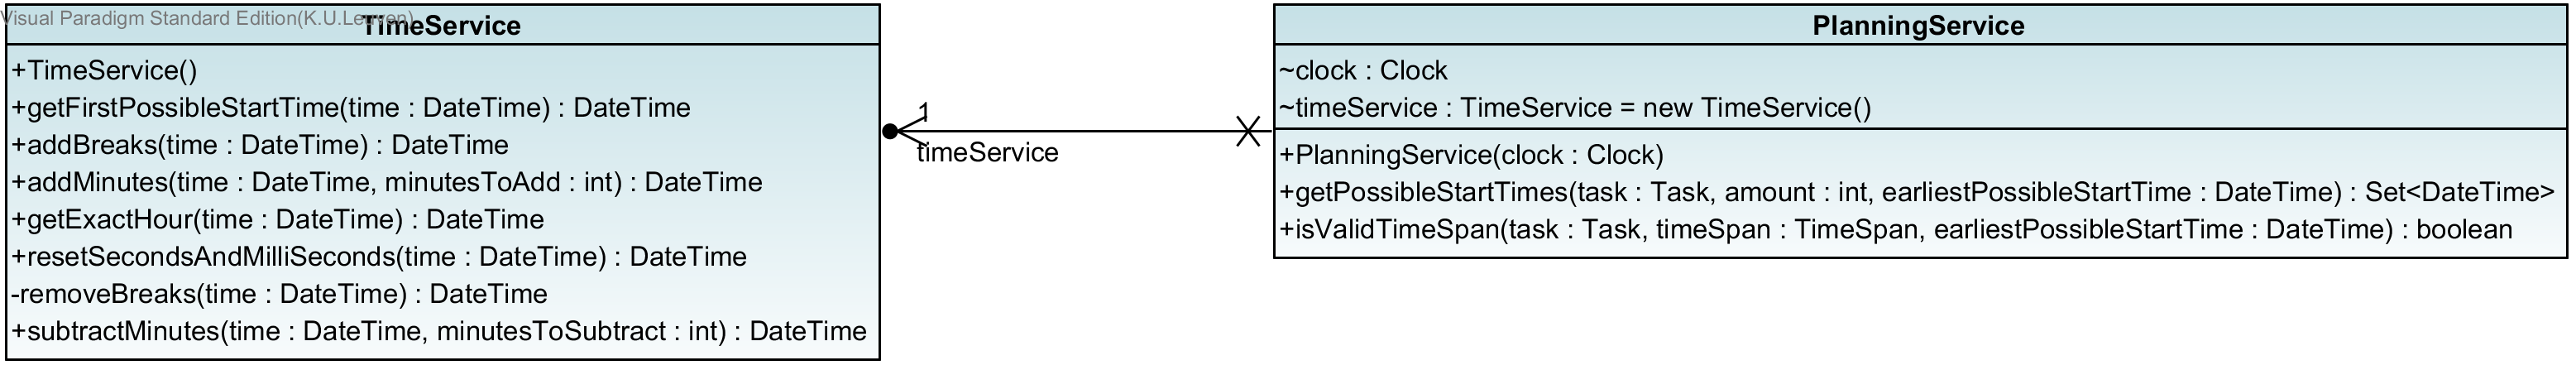 Visual Paradigm Standard Edition(K.U.Leuven)
TimeService
+TimeService()
+getFirstPossibleStartTime(time : DateTime) : DateTime
+addBreaks(time : DateTime) : DateTime
+addMinutes(time : DateTime, minutesToAdd : int) : DateTime
+getExactHour(time : DateTime) : DateTime
+resetSecondsAndMilliSeconds(time : DateTime) : DateTime
-removeBreaks(time : DateTime) : DateTime
+subtractMinutes(time : DateTime, minutesToSubtract : int) : DateTime
1
timeService
PlanningService
~clock : Clock
~timeService : TimeService = new TimeService()
+PlanningService(clock : Clock)
+getPossibleStartTimes(task : Task, amount : int, earliestPossibleStartTime : DateTime) : Set<DateTime>
+isValidTimeSpan(task : Task, timeSpan : TimeSpan, earliestPossibleStartTime : DateTime) : boolean